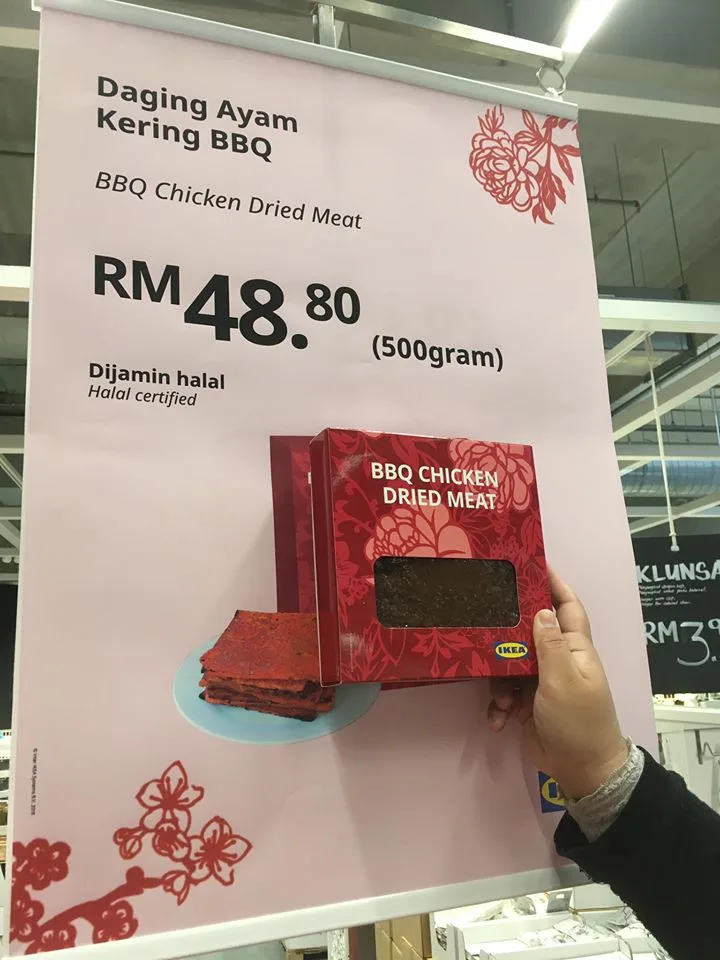 Daging Ayam
Kering BBQ
BBQ Chicken Dried Meat
RM48.80 (500gram)
Dijamin halal
Halal certified
BBQ CHICKEN
DRIED MEAT
IKEA
KLUNSA
RM3.9